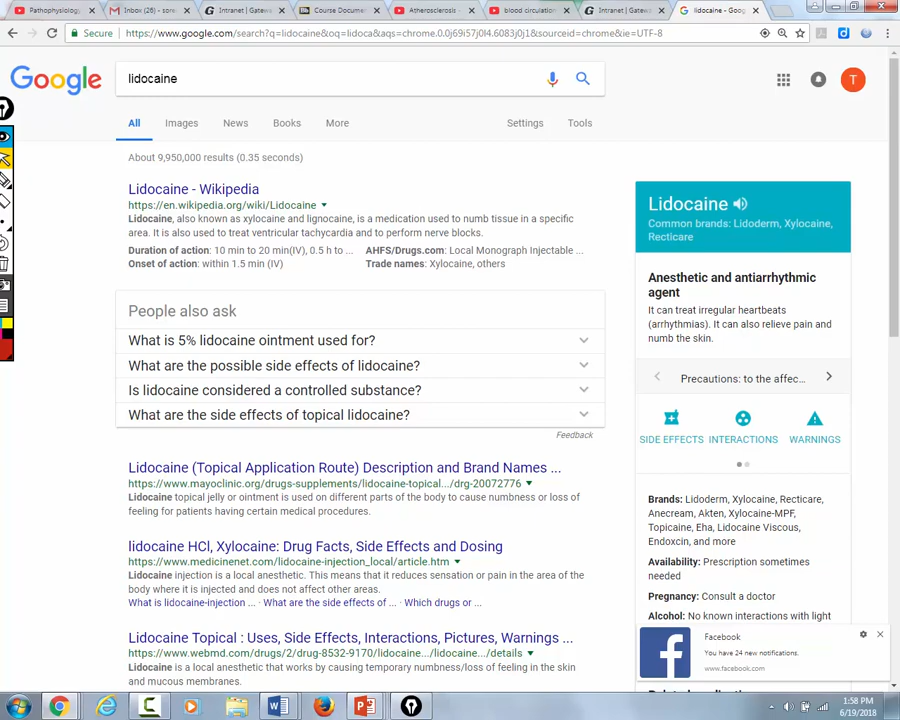 Pathophysiology
Inbox (26) - sore
Intranet | Gatew
Course Documen
Atherosclerosis
blood circulation
Intranet | Gatew
lidocaine - Goog
Secure
https://www.google.com/search?q=lidocaine&oq=lidoca&aqs=chrome.0.0j69i57j0l4.6083j0j1&sourceid=chrome&ie=UTF-8
Google
lidocaine
T
All
Images
News
Books
More
Settings
Tools
About 9,950,000 results (0.35 seconds)
Lidocaine - Wikipedia
https://en.wikipedia.org/wiki/Lidocaine
Lidocaine, also known as xylocaine and lignocaine, is a medication used to numb tissue in a specific
area. It is also used to treat ventricular tachycardia and to perform nerve blocks.
Duration of action: 10 min to 20 min(IV), 0.5 h to ...
AHFS/Drugs.com: Local Monograph Injectable ...
Onset of action: within 1.5 min (IV)
Trade names: Xylocaine, others
People also ask
What is 5% lidocaine ointment used for?
What are the possible side effects of lidocaine?
Is lidocaine considered a controlled substance?
What are the side effects of topical lidocaine?
Feedback
Lidocaine (Topical Application Route) Description and Brand Names ...
https://www.mayoclinic.org/drugs-supplements/lidocaine-topical.../drg-20072776
Lidocaine topical jelly or ointment is used on different parts of the body to cause numbness or loss of
feeling for patients having certain medical procedures.
lidocaine HCl, Xylocaine: Drug Facts, Side Effects and Dosing
https://www.medicinenet.com/lidocaine-injection_local/article.htm
Lidocaine injection is a local anesthetic. This means that it reduces sensation or pain in the area of the
body where it is injected and does not affect other areas.
What is lidocaine-injection ... · What are the side effects of ... · Which drugs or ...
Lidocaine Topical : Uses, Side Effects, Interactions, Pictures, Warnings ...
https://www.webmd.com/drugs/2/drug-8532-9170/lidocaine.../lidocaine.../details
Lidocaine is a local anesthetic that works by causing temporary numbness/loss of feeling in the skin
and mucous membranes.
Lidocaine
Common brands: Lidoderm, Xylocaine,
Recticare
Anesthetic and antiarrhythmic
agent
It can treat irregular heartbeats
(arrhythmias). It can also relieve pain and
numb the skin.
Precautions: to the affec...
SIDE EFFECTS
INTERACTIONS
WARNINGS
Brands: Lidoderm, Xylocaine, Recticare,
Anecream, Akten, Xylocaine-MPF,
Topicaine, Eha, Lidocaine Viscous,
Endoxcin, and more
Availability: Prescription sometimes
needed
Pregnancy: Consult a doctor
Alcohol: No known interactions with light
Facebook
You have 24 new notifications.
www.facebook.com
1:58 PM
6/19/2018